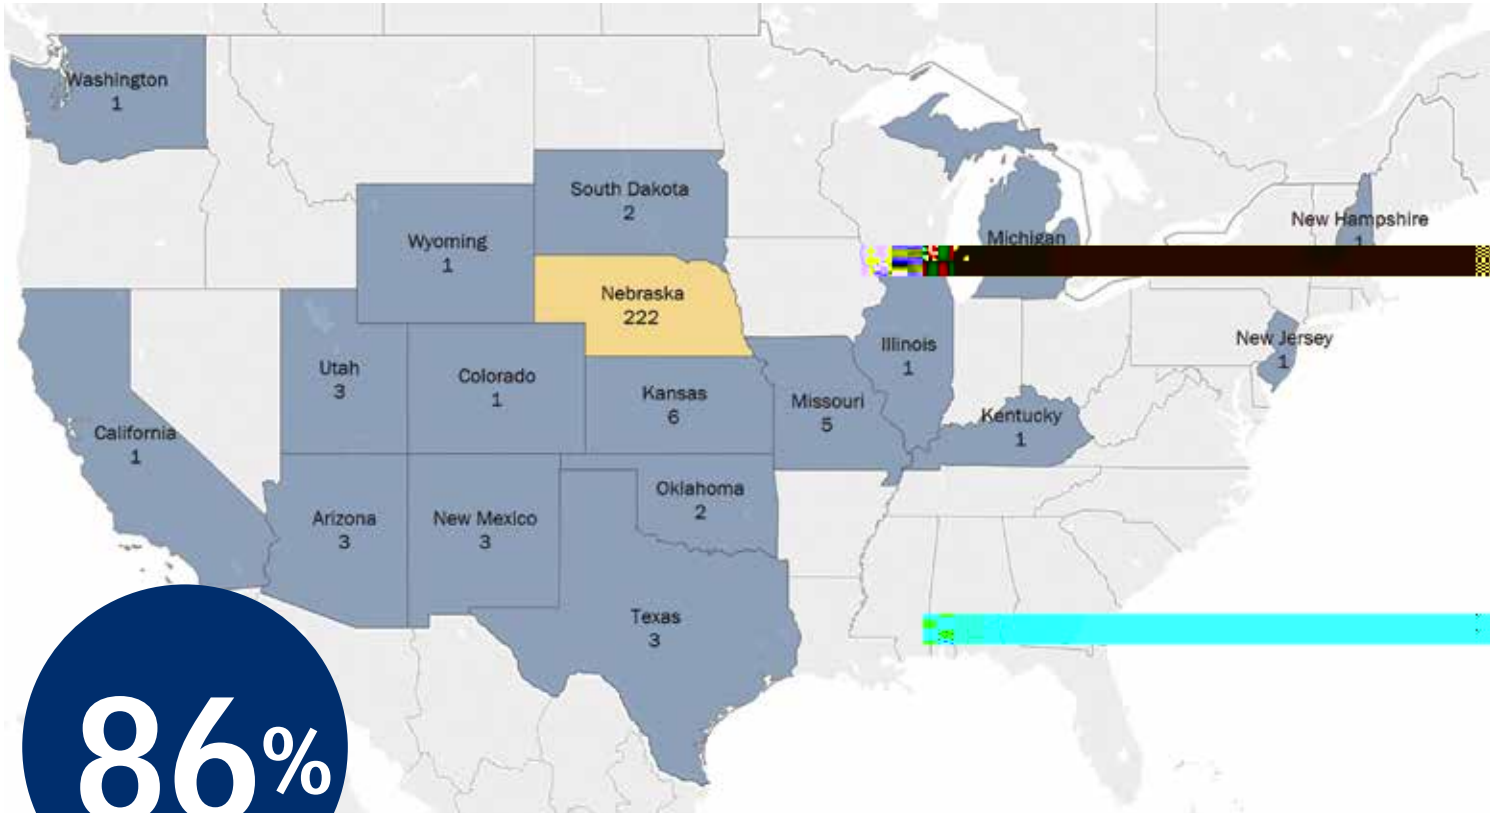 Washington
1
South Dakota
2
Wyoming
1
Michigan
New Hampshire
1
Nebraska
222
Utah
3
Colorado
1
Kansas
6
Missouri
5
Illinois
1
New Jersey
1
Kentucky
1
California
1
Arizona
3
New Mexico
3
Oklahoma
2
Texas
3
86%